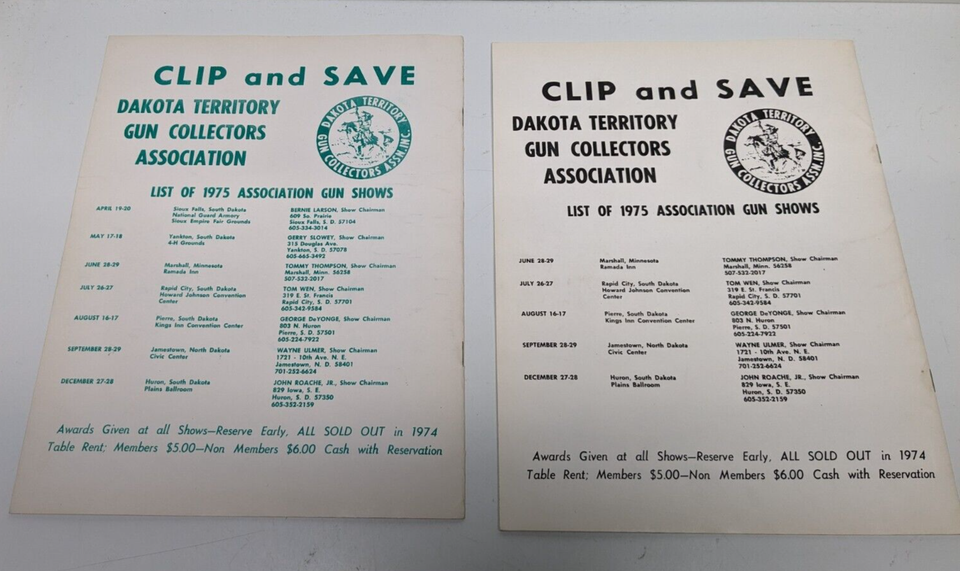 CLIP and SAVE
DAKOTA TERRITORY
GUN COLLECTORS
ASSOCIATION
DAKOTA TERRITORY
GUN COLLECTORS ASSN. INC.
LIST OF 1975 ASSOCIATION GUN SHOWS
APRIL 19-20 Sioux Falls, South Dakota BERNIE LARSON, Show Chairman
National Guard Armory 609 So. Prairie
Sioux Empire Fair Grounds Sioux Falls, S. D. 57104
605-334-3014
MAY 17-18 Yankton, South Dakota GERRY SLOWEY, Show Chairman
4-H Grounds 315 Douglas Ave.
Yankton, S. D. 57078
605-665-3492
JUNE 28-29 Marshall, Minnesota TOMMY THOMPSON, Show Chairman
Ramada Inn Marshall, Minn. 56258
507-532-2017
JULY 26-27 Rapid City, South Dakota TOM WEN, Show Chairman
Howard Johnson Convention 319 E. St. Francis
Center Rapid City, S. D. 57701
605-342-9584
AUGUST 16-17 Pierre, South Dakota GEORGE DeYONGE, Show Chairman
Kings Inn Convention Center 803 N. Huron
Pierre, S. D. 57501
605-224-7922
SEPTEMBER 28-29 Jamestown, North Dakota WAYNE ULMER, Show Chairman
Civic Center 1721 - 10th Ave. N. E.
Jamestown, N. D. 58401
701-252-6624
DECEMBER 27-28 Huron, South Dakota JOHN ROACHE, JR., Show Chairman
Plains Ballroom 829 Iowa, S. E.
Huron, S. D. 57350
605-352-2159
Awards Given at all Shows—Reserve Early, ALL SOLD OUT in 1974
Table Rent; Members $5.00—Non Members $6.00 Cash with Reservation
CLIP and SAVE
DAKOTA TERRITORY
GUN COLLECTORS
ASSOCIATION
DAKOTA TERRITORY
GUN COLLECTORS ASSN. INC.
LIST OF 1975 ASSOCIATION GUN SHOWS
JUNE 28-29 Marshall, Minnesota TOMMY THOMPSON, Show Chairman
Ramada Inn Marshall, Minn. 56258
507-532-2017
JULY 26-27 Rapid City, South Dakota TOM WEN, Show Chairman
Howard Johnson Convention 319 E. St. Francis
Center Rapid City, S. D. 57701
605-342-9584
AUGUST 16-17 Pierre, South Dakota GEORGE DeYONGE, Show Chairman
Kings Inn Convention Center 803 N. Huron
Pierre, S. D. 57501
605-224-7922
SEPTEMBER 28-29 Jamestown, North Dakota WAYNE ULMER, Show Chairman
Civic Center 1721 - 10th Ave. N. E.
Jamestown, N. D. 58401
701-252-6624
DECEMBER 27-28 Huron, South Dakota JOHN ROACHE, JR., Show Chairman
Plains Ballroom 829 Iowa, S. E.
Huron, S. D. 57350
605-352-2159
Awards Given at all Shows—Reserve Early, ALL SOLD OUT in 1974
Table Rent; Members $5.00—Non Members $6.00 Cash with Reservation